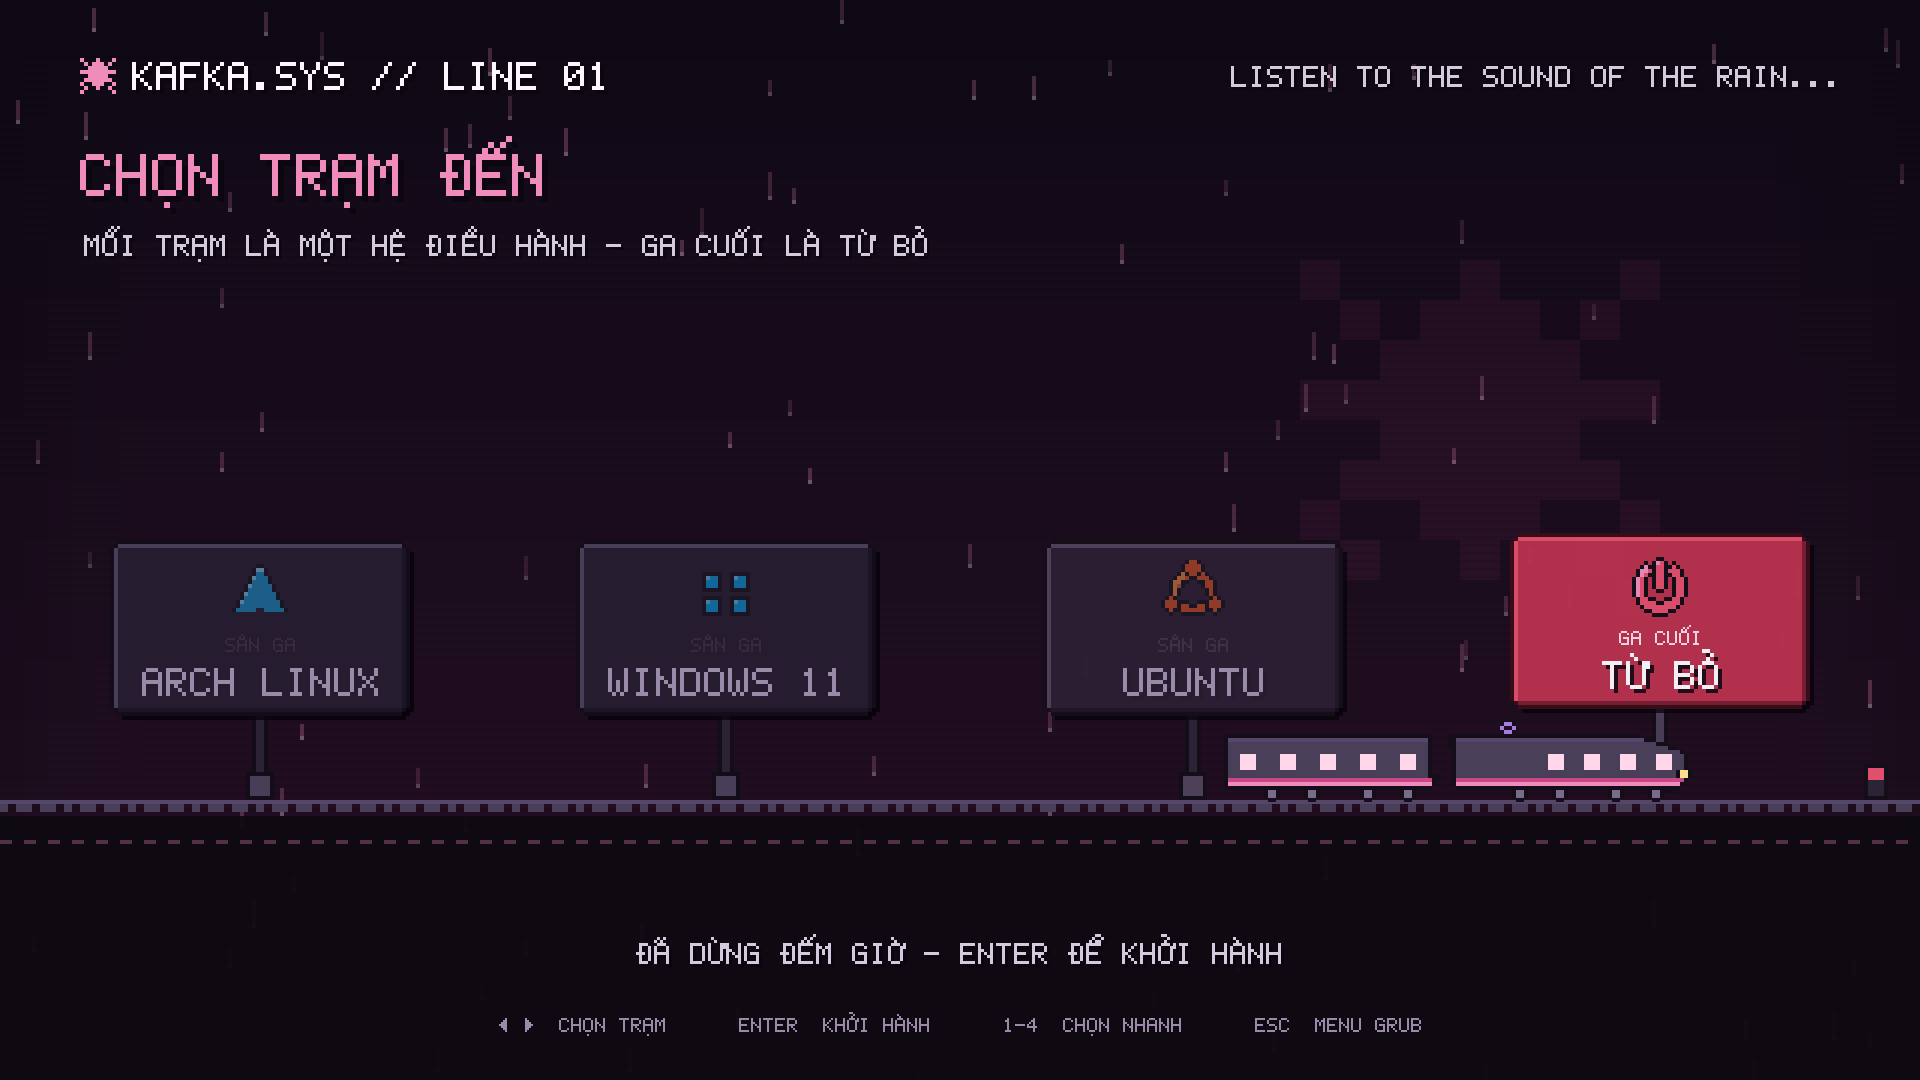 KAFKA.SYS // LINE 01
LISTEN TO THE SOUND OF THE RAIN...
CHỌN TRẠM ĐẾN
MỖI TRẠM LÀ MỘT HỆ ĐIỀU HÀNH – GA CUỐI LÀ TỪ BỎ
SÂN GA
ARCH LINUX
SÂN GA
WINDOWS 11
SÂN GA
UBUNTU
GA CUỐI
TỪ BỎ
ĐÃ DỪNG ĐẾM GIỜ – ENTER ĐỂ KHỞI HÀNH
CHỌN TRẠM ENTER KHỞI HÀNH 1–4 CHỌN NHANH ESC MENU GRUB